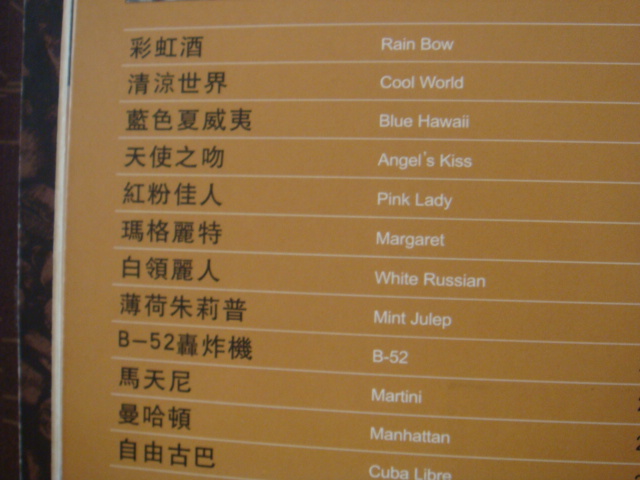 彩虹酒 Rain Bow
清涼世界 Cool World
藍色夏威夷 Blue Hawaii
天使之吻 Angel's Kiss
紅粉佳人 Pink Lady
瑪格麗特 Margaret
白領麗人 White Russian
薄荷朱莉普 Mint Julep
B-52轟炸機 B-52
馬天尼 Martini
曼哈頓 Manhattan
自由古巴 Cuba Libre